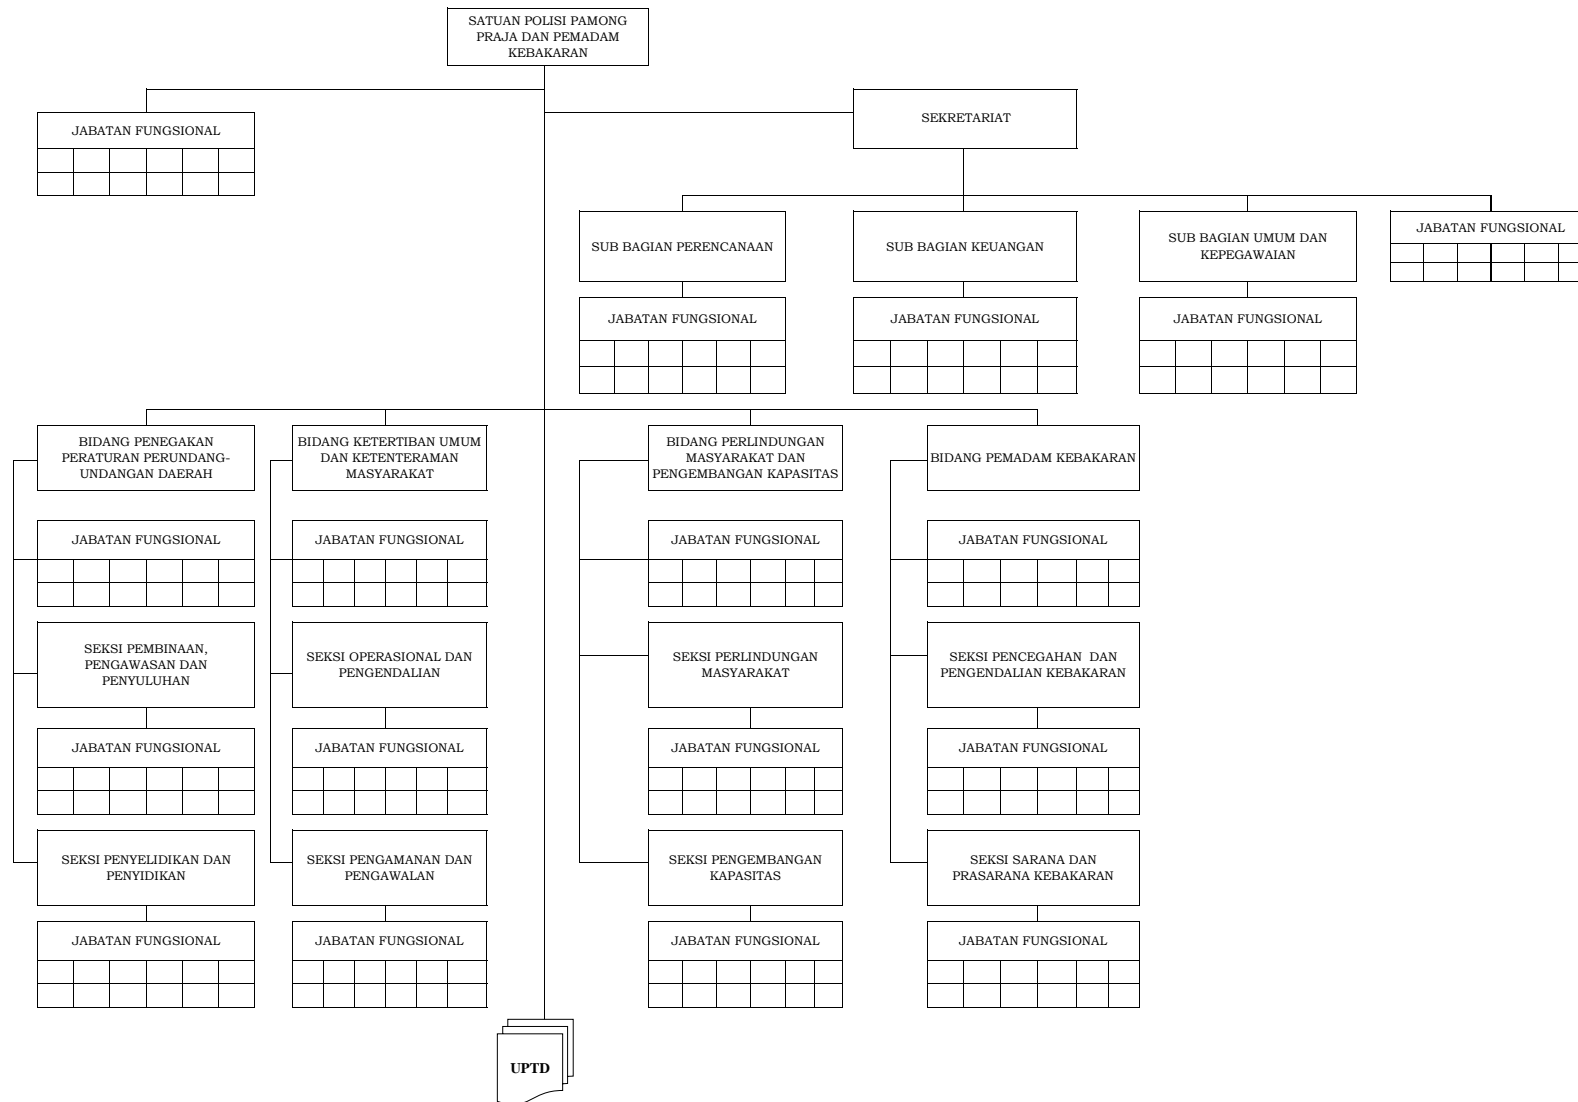 SATUAN POLISI PAMONG
PRAJA DAN PEMADAM
KEBAKARAN
JABATAN FUNGSIONAL
SEKRETARIAT
SUB BAGIAN PERENCANAAN
SUB BAGIAN KEUANGAN
SUB BAGIAN UMUM DAN
KEPEGAWAIAN
JABATAN FUNGSIONAL
JABATAN FUNGSIONAL
JABATAN FUNGSIONAL
JABATAN FUNGSIONAL
BIDANG PENEGAKAN
PERATURAN PERUNDANG-
UNDANGAN DAERAH
BIDANG KETERTIBAN UMUM
DAN KETENTERAMAN
MASYARAKAT
BIDANG PERLINDUNGAN
MASYARAKAT DAN
PENGEMBANGAN KAPASITAS
BIDANG PEMADAM KEBAKARAN
JABATAN FUNGSIONAL
JABATAN FUNGSIONAL
JABATAN FUNGSIONAL
JABATAN FUNGSIONAL
SEKSI PEMBINAAN,
PENGAWASAN DAN
PENYULUHAN
SEKSI OPERASIONAL DAN
PENGENDALIAN
SEKSI PERLINDUNGAN
MASYARAKAT
SEKSI PENCEGAHAN  DAN
PENGENDALIAN KEBAKARAN
JABATAN FUNGSIONAL
JABATAN FUNGSIONAL
JABATAN FUNGSIONAL
JABATAN FUNGSIONAL
SEKSI PENYELIDIKAN DAN
PENYIDIKAN
SEKSI PENGAMANAN DAN
PENGAWALAN
SEKSI PENGEMBANGAN
KAPASITAS
SEKSI SARANA DAN
PRASARANA KEBAKARAN
JABATAN FUNGSIONAL
JABATAN FUNGSIONAL
JABATAN FUNGSIONAL
JABATAN FUNGSIONAL
UPTD